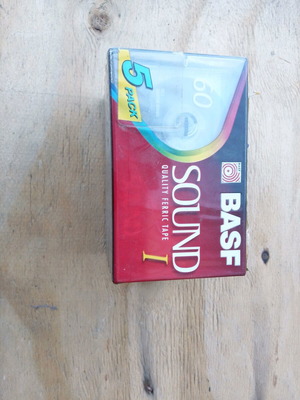 BASF
60
SOUND I
QUALITY FERRIC TAPE
5 PACK